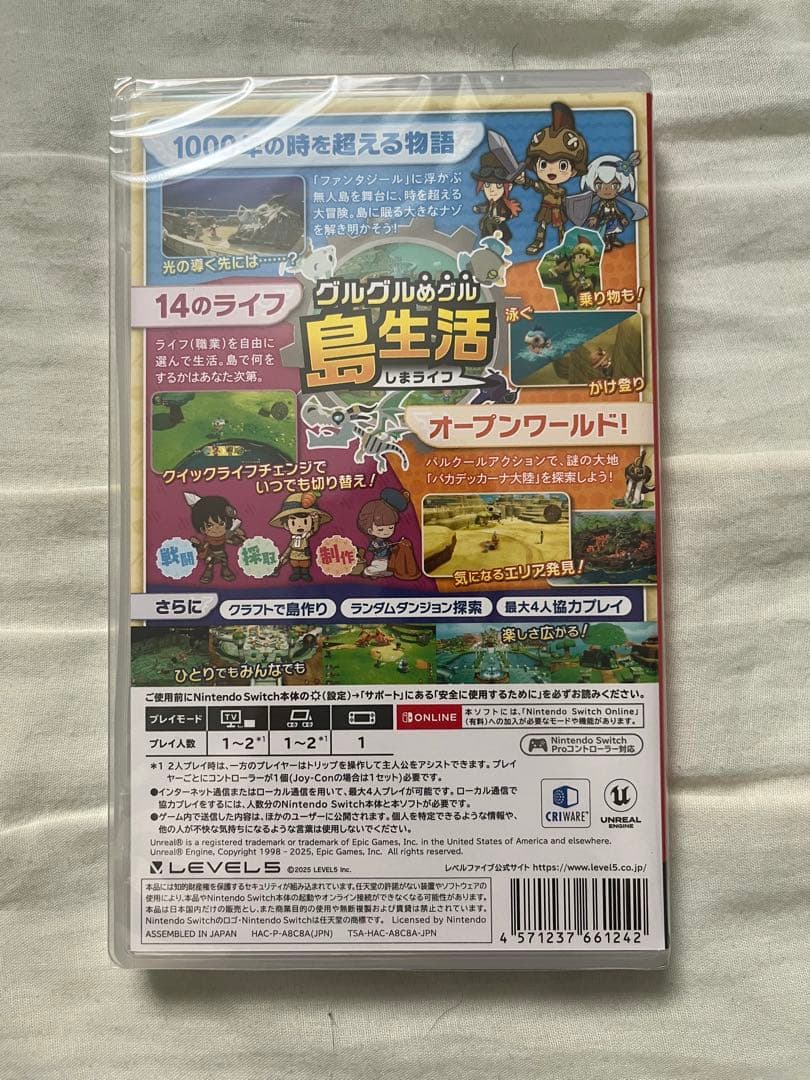 1000年の時を超える物語
「ファンタジール」に浮かぶ
無人島を舞台に、時を超える
大冒険。島に眠る大きなナゾ
を解き明かそう！
光の導く先には……？
乗り物も！
泳ぐ
がけ登り
グルグルめグル
島生活
しまライフ
14のライフ
ライフ(職業)を自由に
選んで生活。島で何を
するかはあなた次第。
クイックライフチェンジで
いつでも切り替え！
戦闘
採取
制作
オープンワールド！
パルクールアクションで、謎の大地
「バカデッカーナ大陸」を探索しよう！
気になるエリア発見！
さらに
クラフトで島作り
ランダムダンジョン探索
最大4人協力プレイ
ひとりでもみんなでも
楽しさ広がる！
ご使用前にNintendo Switch本体の(設定)→「サポート」にある「安全に使用するために」を必ずお読みください。
プレイモード
TV
ONLINE
本ソフトには、「Nintendo Switch Online」
(有料)への加入が必要なモードや機能があります。
プレイ人数
1～2*1
1～2*1
1
Nintendo Switch
Proコントローラー対応
*1 2人プレイ時は、一方のプレイヤーはトリップを操作して主人公をアシストできます。プレイ
ヤーごとにコントローラーが1個(Joy-Conの場合は1セット)必要です。
●インターネット通信またはローカル通信を用いて、最大4人プレイが可能です。ローカル通信で
協力プレイをするには、人数分のNintendo Switch本体と本ソフトが必要です。
●ゲーム内で送信した内容は、ほかのユーザーに公開されます。個人を特定できるような情報や、
他の人が不快な気持ちになるような言葉は使用しないでください。
CRIWARE
UNREAL
ENGINE
Unreal® is a registered trademark or trademark of Epic Games, Inc. in the United States of America and elsewhere.
Unreal® Engine, Copyright 1998 – 2025, Epic Games, Inc. All rights reserved.
LEVEL5 ©2025 LEVEL5 Inc.
レベルファイブ公式サイト https://www.level5.co.jp/
本品には知的財産権を保護するセキュリティが組み込まれています。任天堂の許諾がない装置やソフトウェア
の使用により、本品やNintendo Switch本体の起動やオンライン接続ができなくなる可能性があります。
本品は日本国内だけの販売とし、また商業目的の使用や無断複製および賃貸は禁止されています。
Nintendo Switchのロゴ・Nintendo Switchは任天堂の商標です。 Licensed by Nintendo
ASSEMBLED IN JAPAN HAC-P-A8C8A(JPN) TSA-HAC-A8C8A-JPN
4 571237 661242